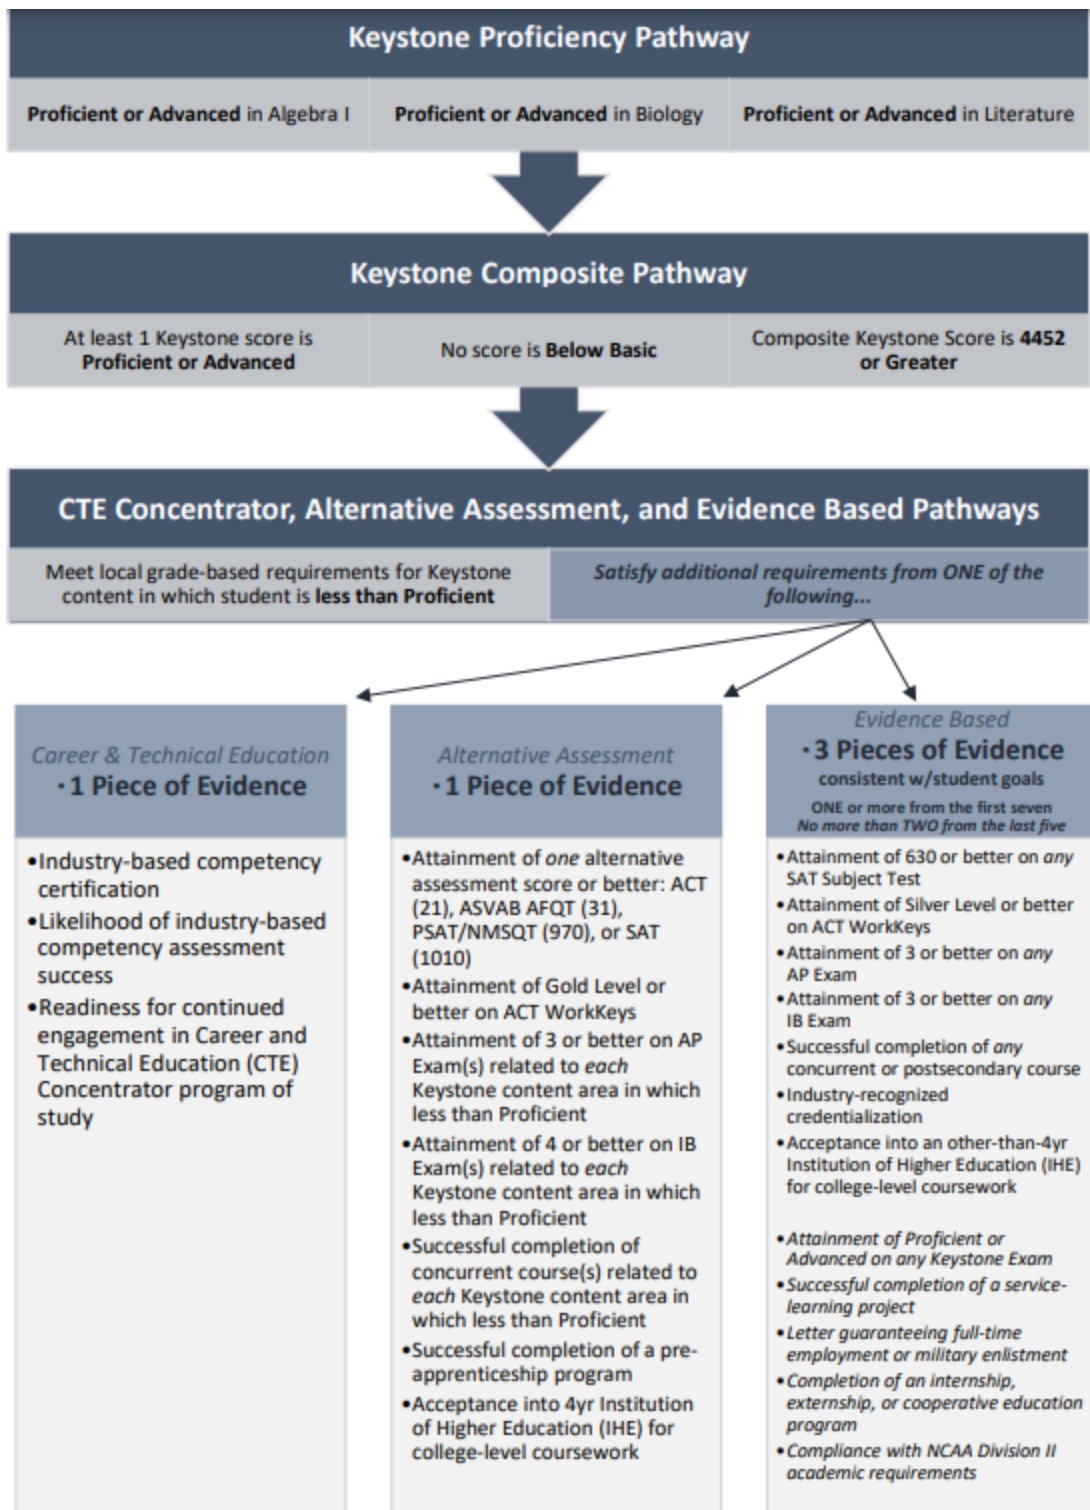 Keystone Proficiency Pathway
Proficient or Advanced in Algebra I
Proficient or Advanced in Biology
Proficient or Advanced in Literature
Keystone Composite Pathway
At least 1 Keystone score is
Proficient or Advanced
No score is Below Basic
Composite Keystone Score is 4452
or Greater
CTE Concentrator, Alternative Assessment, and Evidence Based Pathways
Meet local grade-based requirements for Keystone
content in which student is less than Proficient
Satisfy additional requirements from ONE of the
following...
Career & Technical Education
· 1 Piece of Evidence
•Industry-based competency
certification
•Likelihood of industry-based
competency assessment
success
•Readiness for continued
engagement in Career and
Technical Education (CTE)
Concentrator program of
study
Alternative Assessment
· 1 Piece of Evidence
•Attainment of one alternative
assessment score or better: ACT
(21), ASVAB AFQT (31),
PSAT/NMSQT (970), or SAT
(1010)
•Attainment of Gold Level or
better on ACT WorkKeys
•Attainment of 3 or better on AP
Exam(s) related to each
Keystone content area in which
less than Proficient
•Attainment of 4 or better on IB
Exam(s) related to each
Keystone content area in which
less than Proficient
•Successful completion of
concurrent course(s) related to
each Keystone content area in
which less than Proficient
•Successful completion of a pre-
apprenticeship program
•Acceptance into 4yr Institution
of Higher Education (IHE) for
college-level coursework
Evidence Based
· 3 Pieces of Evidence
consistent w/student goals
ONE or more from the first seven
No more than TWO from the last five
•Attainment of 630 or better on any
SAT Subject Test
•Attainment of Silver Level or better
on ACT WorkKeys
•Attainment of 3 or better on any
AP Exam
•Attainment of 3 or better on any
IB Exam
•Successful completion of any
concurrent or postsecondary course
•Industry-recognized
credentialization
•Acceptance into an other-than-4yr
Institution of Higher Education (IHE)
for college-level coursework
•Attainment of Proficient or
Advanced on any Keystone Exam
•Successful completion of a service-
learning project
•Letter guaranteeing full-time
employment or military enlistment
•Completion of an internship,
externship, or cooperative education
program
•Compliance with NCAA Division II
academic requirements